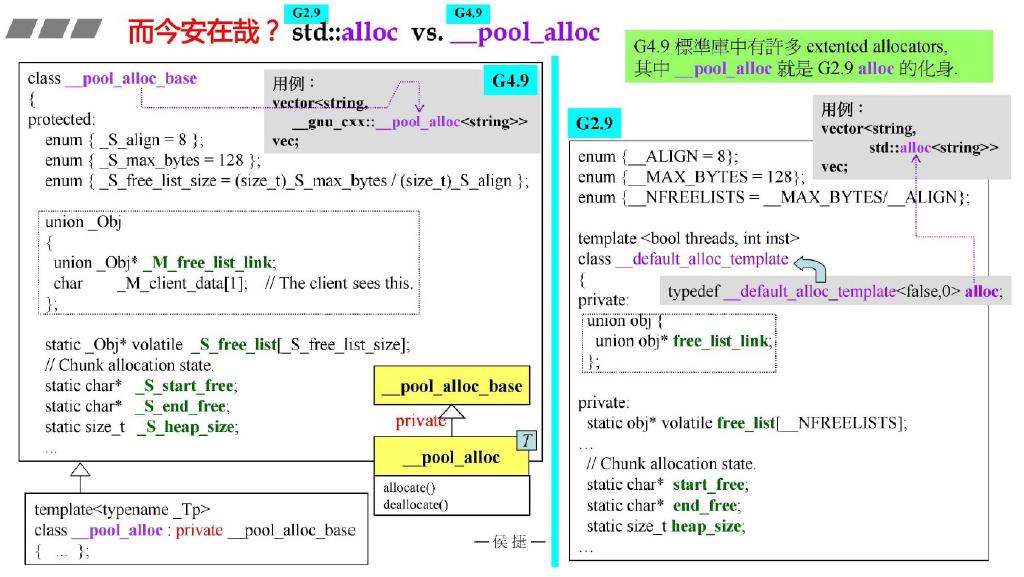 G2.9
G4.9
而今安在哉？ std::alloc vs. __pool_alloc
G4.9 標準庫中有許多 extented allocators,
其中 __pool_alloc 就是 G2.9 alloc 的化身.
G4.9
class __pool_alloc_base
{
protected:
enum { _S_align = 8 };
enum { _S_max_bytes = 128 };
enum { _S_free_list_size = (size_t)_S_max_bytes / (size_t)_S_align };
用例：
vector<string,
__gnu_cxx::__pool_alloc<string>>
vec;
union _Obj
{
union _Obj* _M_free_list_link;
char _M_client_data[1]; // The client sees this.
};
static _Obj* volatile _S_free_list[_S_free_list_size];
// Chunk allocation state.
static char* _S_start_free;
static char* _S_end_free;
static size_t _S_heap_size;
...
__pool_alloc_base
private
T
__pool_alloc
allocate()
deallocate()
template<typename _Tp>
class __pool_alloc : private __pool_alloc_base
{ ... };
—侯捷—
G2.9
用例：
vector<string,
std::alloc<string>>
vec;
enum {__ALIGN = 8};
enum {__MAX_BYTES = 128};
enum {__NFREELISTS = __MAX_BYTES/__ALIGN};
template <bool threads, int inst>
class __default_alloc_template
{
typedef __default_alloc_template<false,0> alloc;
private:
union obj {
union obj* free_list_link;
};
private:
static obj* volatile free_list[__NFREELISTS];
...
// Chunk allocation state.
static char* start_free;
static char* end_free;
static size_t heap_size;
...